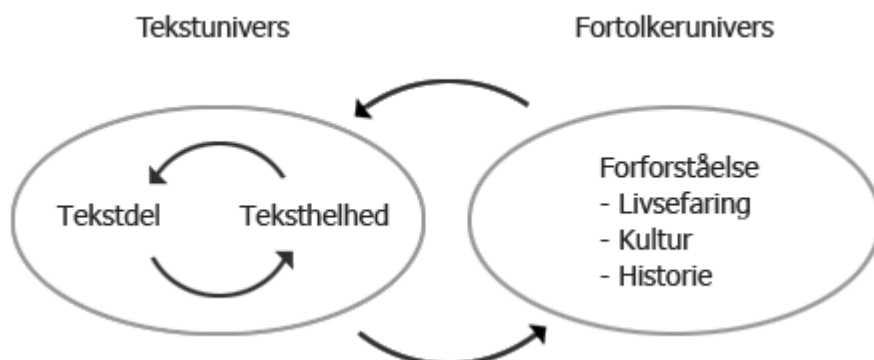 Tekstunivers
Fortolkerunivers
Tekstdel
Teksthelhed
Forforståelse
- Livsefaring
- Kultur
- Historie